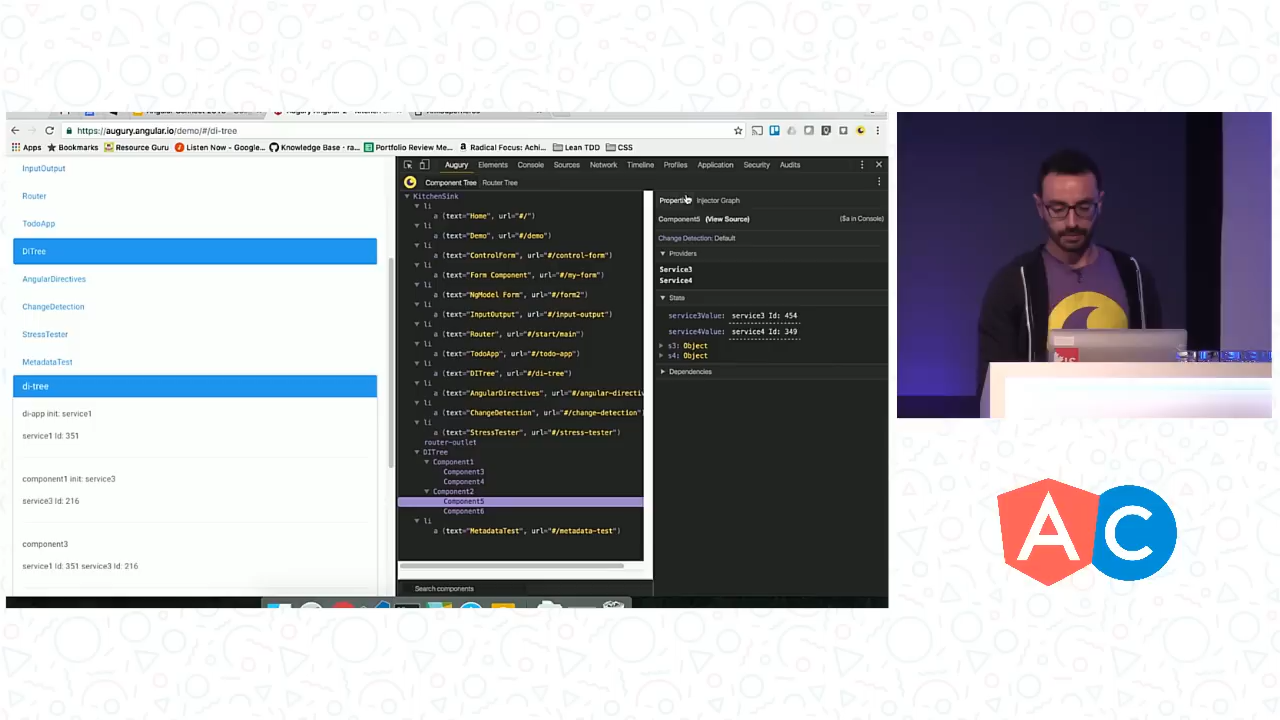 https://augury.angular.io/demo/#/di-tree
Apps
Bookmarks
Resource Guru
Listen Now - Google...
Knowledge Base - ra...
Portfolio Review Me...
Radical Focus: Achi...
Lean TDD
CSS
InputOutput
Router
TodoApp
DiTree
AngularDirectives
ChangeDetection
StressTester
MetadataTest
di-tree
di-app init: service1
service1 Id: 351
component1 init: service3
service3 Id: 216
component3
service1 Id: 351 service3 Id: 216
Augury Elements Console Sources Network Timeline Profiles Application Security Audits
Component Tree Router Tree
KitchenSink
li
a (text="Home", url="#/")
li
a (text="Demo", url="#/demo")
li
a (text="ControlForm", url="#/control-form")
li
a (text="Form Component", url="#/my-form")
li
a (text="NgModel Form", url="#/form2")
li
a (text="InputOutput", url="#/input-output")
li
a (text="Router", url="#/start/main")
li
a (text="TodoApp", url="#/todo-app")
li
a (text="DITree", url="#/di-tree")
li
a (text="AngularDirectives", url="#/angular-directiv
li
a (text="ChangeDetection", url="#/change-detection")
li
a (text="StressTester", url="#/stress-tester")
router-outlet
DITree
Component1
Component3
Component4
Component2
Component5
Component6
li
a (text="MetadataTest", url="#/metadata-test")
Search components
Properties Injector Graph
Component5 (View Source) ($a in Console)
Change Detection: Default
Providers
Service3
Service4
State
service3Value: service3 Id: 454
service4Value: service4 Id: 349
s3: Object
s4: Object
Dependencies
A C